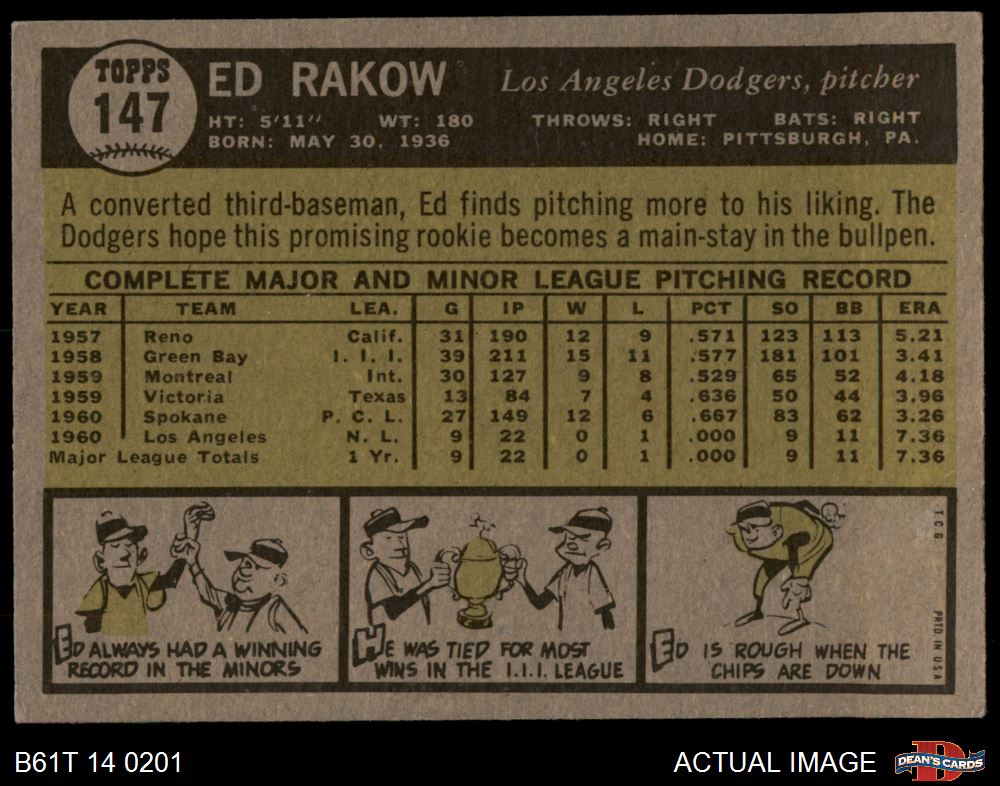 TOPPS
147
ED RAKOW
Los Angeles Dodgers, pitcher
HT: 5'11" WT: 180 THROWS: RIGHT BATS: RIGHT
BORN: MAY 30, 1936 HOME: PITTSBURGH, PA.
A converted third-baseman, Ed finds pitching more to his liking. The
Dodgers hope this promising rookie becomes a main-stay in the bullpen.
COMPLETE MAJOR AND MINOR LEAGUE PITCHING RECORD
YEAR TEAM LEA. G IP W L PCT SO BB ERA
1957 Reno Calif. 31 190 12 9 .571 123 113 5.21
1958 Green Bay I. I. I. 39 211 15 11 .577 181 101 3.41
1959 Montreal Int. 30 127 9 8 .529 65 52 4.18
1959 Victoria Texas 13 84 7 4 .636 50 44 3.96
1960 Spokane P. C. L. 27 149 12 6 .667 83 62 3.26
1960 Los Angeles N. L. 9 22 0 1 .000 9 11 7.36
Major League Totals 1 Yr. 9 22 0 1 .000 9 11 7.36
ED ALWAYS HAD A WINNING
RECORD IN THE MINORS
HE WAS TIED FOR MOST
WINS IN THE I.I.I. LEAGUE
ED IS ROUGH WHEN THE
CHIPS ARE DOWN
T.C.G.
PRTD IN U.S.A.
B61T 14 0201
ACTUAL IMAGE
DEAN'S CARDS